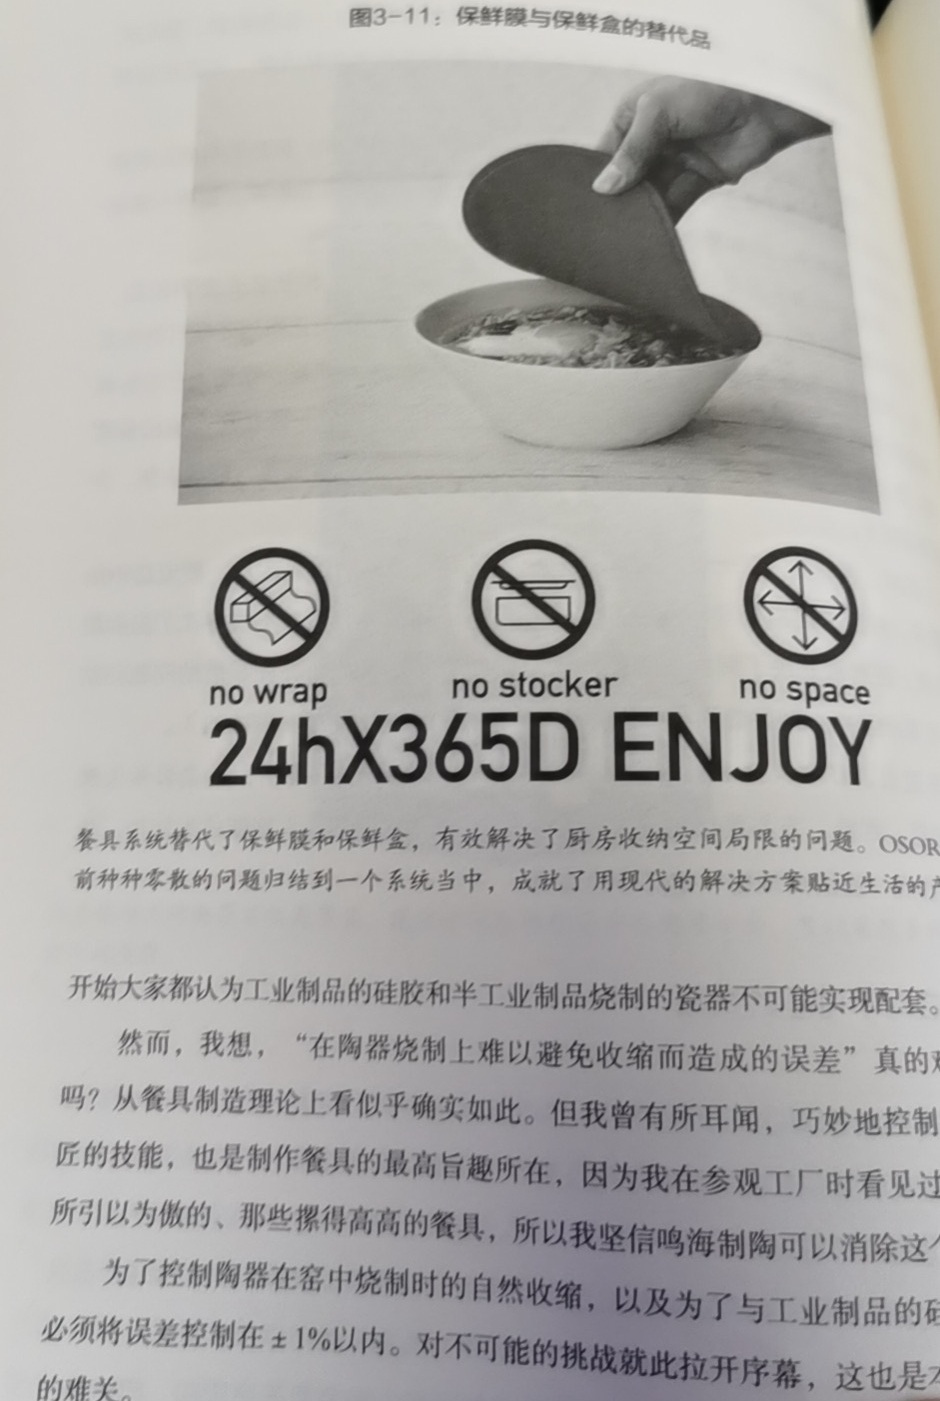 图3-11：保鲜膜与保鲜盒的替代品
no wrap
no stocker
no space
24hX365D ENJOY
餐具系统替代了保鲜膜和保鲜盒，有效解决了厨房收纳空间局限的问题。OSOR
前种种零散的问题归结到一个系统当中，成就了用现代的解决方案贴近生活的
开始大家都认为工业制品的硅胶和半工业制品烧制的瓷器不可能实现配套。
然而，我想，“在陶器烧制上难以避免收缩而造成的误差”真的
吗？从餐具制造理论上看似乎确实如此。但我曾有所耳闻，巧妙地控制
匠的技能，也是制作餐具的最高旨趣所在，因为我在参观工厂时看见过
所引以为傲的、那些摞得高高的餐具，所以我坚信鸣海制陶可以消除这
为了控制陶器在窑中烧制时的自然收缩，以及为了与工业制品的
必须将误差控制在±1%以内。对不可能的挑战就此拉开序幕，这也是
的难关。